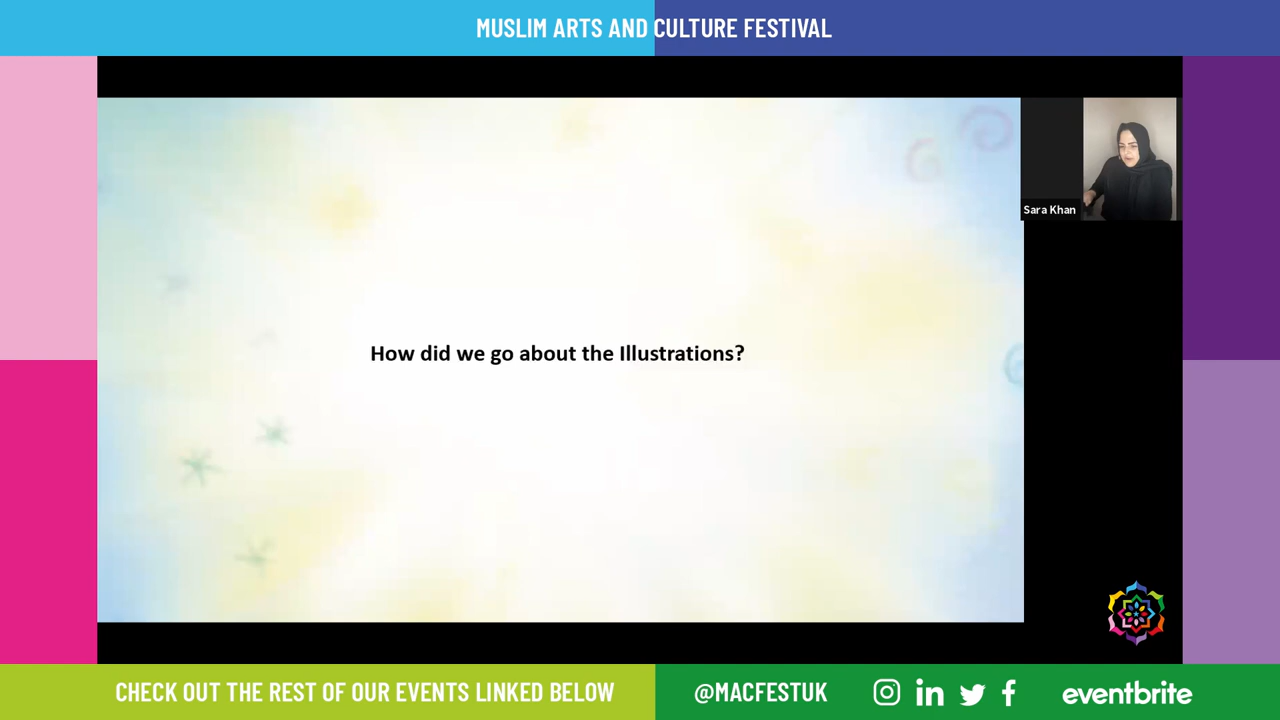 MUSLIM ARTS AND CULTURE FESTIVAL
Sara Khan
How did we go about the Illustrations?
CHECK OUT THE REST OF OUR EVENTS LINKED BELOW
@MACFESTUK
eventbrite